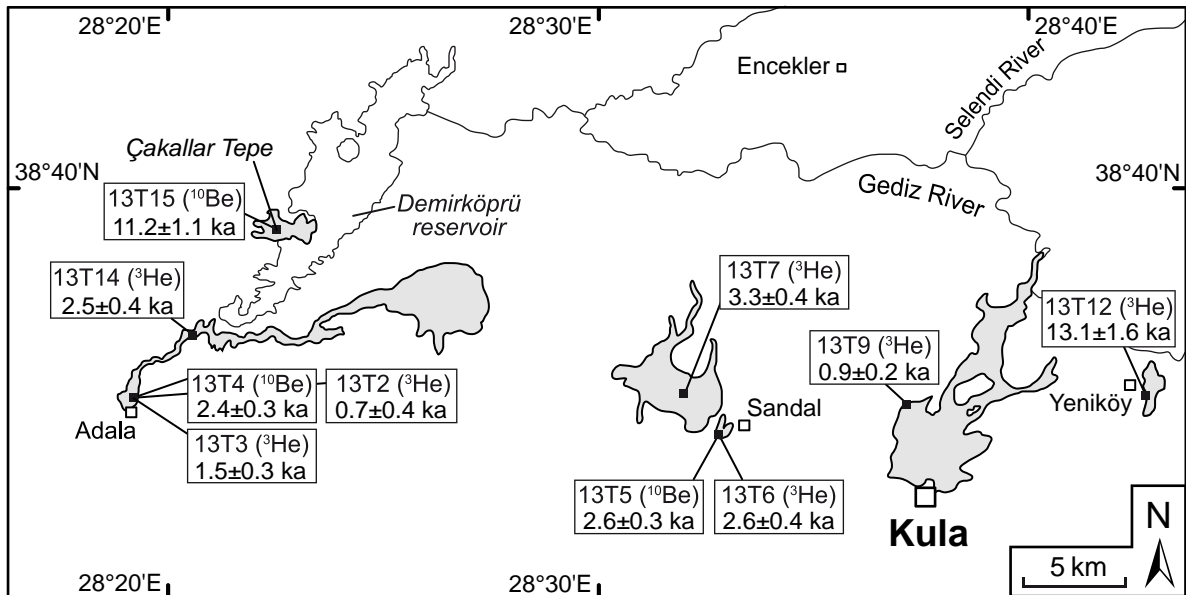 28°20'E
28°30'E
28°40'E
Encekler
Selendi River
Çakallar Tepe
38°40'N
38°40'N
13T15 (¹⁰Be)
11.2±1.1 ka
Gediz River
Demirköprü
reservoir
13T14 (³He)
2.5±0.4 ka
13T7 (³He)
3.3±0.4 ka
13T12 (³He)
13.1±1.6 ka
13T9 (³He)
0.9±0.2 ka
13T4 (¹⁰Be)
2.4±0.3 ka
13T2 (³He)
0.7±0.4 ka
Sandal
Yeniköy
Adala
13T3 (³He)
1.5±0.3 ka
13T5 (¹⁰Be)
2.6±0.3 ka
13T6 (³He)
2.6±0.4 ka
Kula
N
5 km
28°20'E
28°30'E